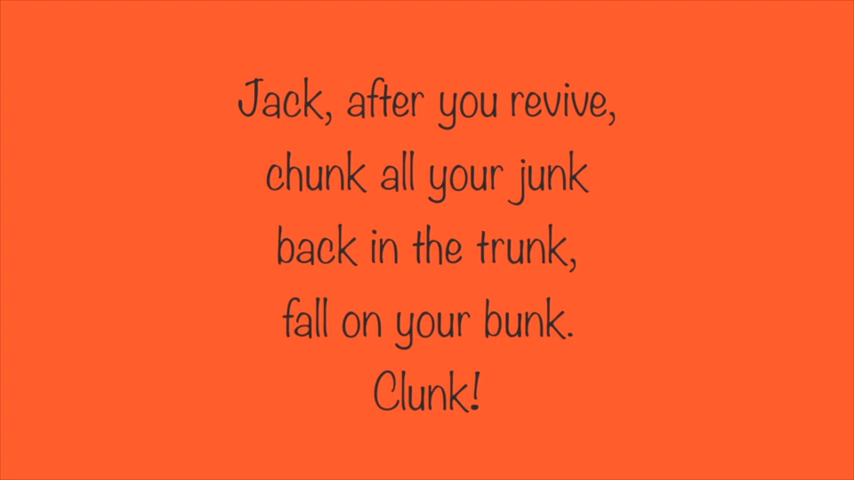 Jack, after you revive,
chunk all your junk
back in the trunk,
fall on your bunk.
Clunk!